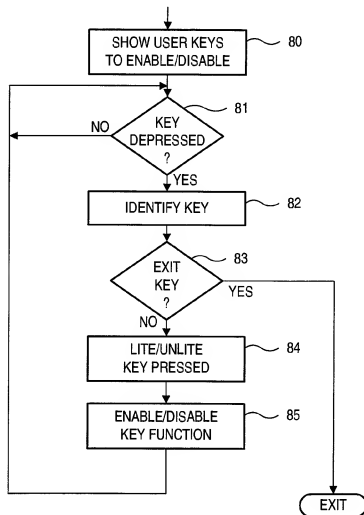 SHOW USER KEYS
TO ENABLE/DISABLE
80
81
KEY
DEPRESSED
?
NO
YES
IDENTIFY KEY
82
83
EXIT
KEY
?
YES
NO
LITE/UNLITE
KEY PRESSED
84
ENABLE/DISABLE
KEY FUNCTION
85
EXIT